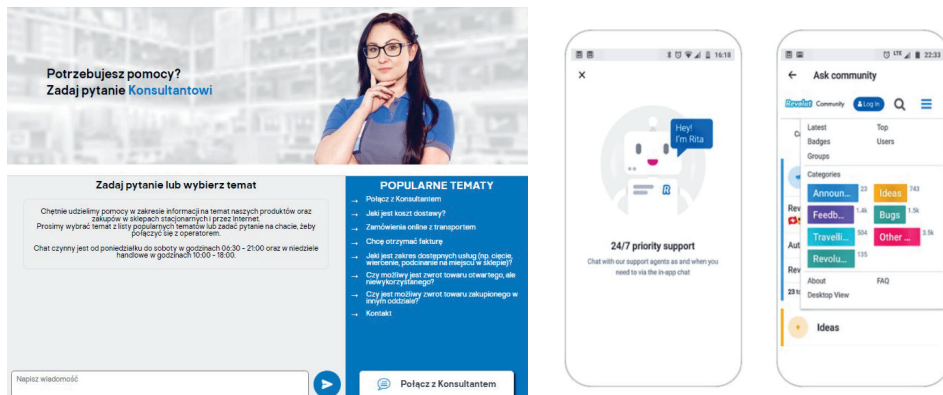 Potrzebujesz pomocy?
Zadaj pytanie Konsultantowi
Zadaj pytanie lub wybierz temat
Chętnie udzielimy pomocy w zakresie informacji na temat naszych produktów oraz
zakupów w sklepach stacjonarnych i przez Internet.
Prosimy wybrać temat z listy popularnych tematów lub zadać pytanie na chacie, żeby
połączyć się z operatorem.
Chat czynny jest od poniedziałku do soboty w godzinach 06:30 - 21:00 oraz w niedziele
handlowe w godzinach 10:00 - 18:00.
Napisz wiadomość
POPULARNE TEMATY
→ Połącz z Konsultantem
→ Jaki jest koszt dostawy?
→ Zamówienia online z transportem
→ Chcę otrzymać fakturę
→ Jaki jest zakres dostępnych usług (np. cięcie,
wiercenie, podcinanie na miejscu w sklepie)?
→ Czy możliwy jest zwrot towaru otwartego, ale
niewykorzystanego?
→ Czy jest możliwy zwrot towaru zakupionego w
innym oddziale?
→ Kontakt
Połącz z Konsultantem
16:18
Hey!
I'm Rita
R
24/7 priority support
Chat with our support agents as and when you
need to via the in-app chat
LTE 22:33
Ask community
Revolut Community Log In
Latest Top
Badges Users
Groups
Categories
Announ... 23 Ideas 743
Feedb... 1.4k Bugs 1.5k
Travelli... 504 Other ... 3.5k
Revolu... 135
About FAQ
Desktop View
Rev
Aut
Rev
Ideas